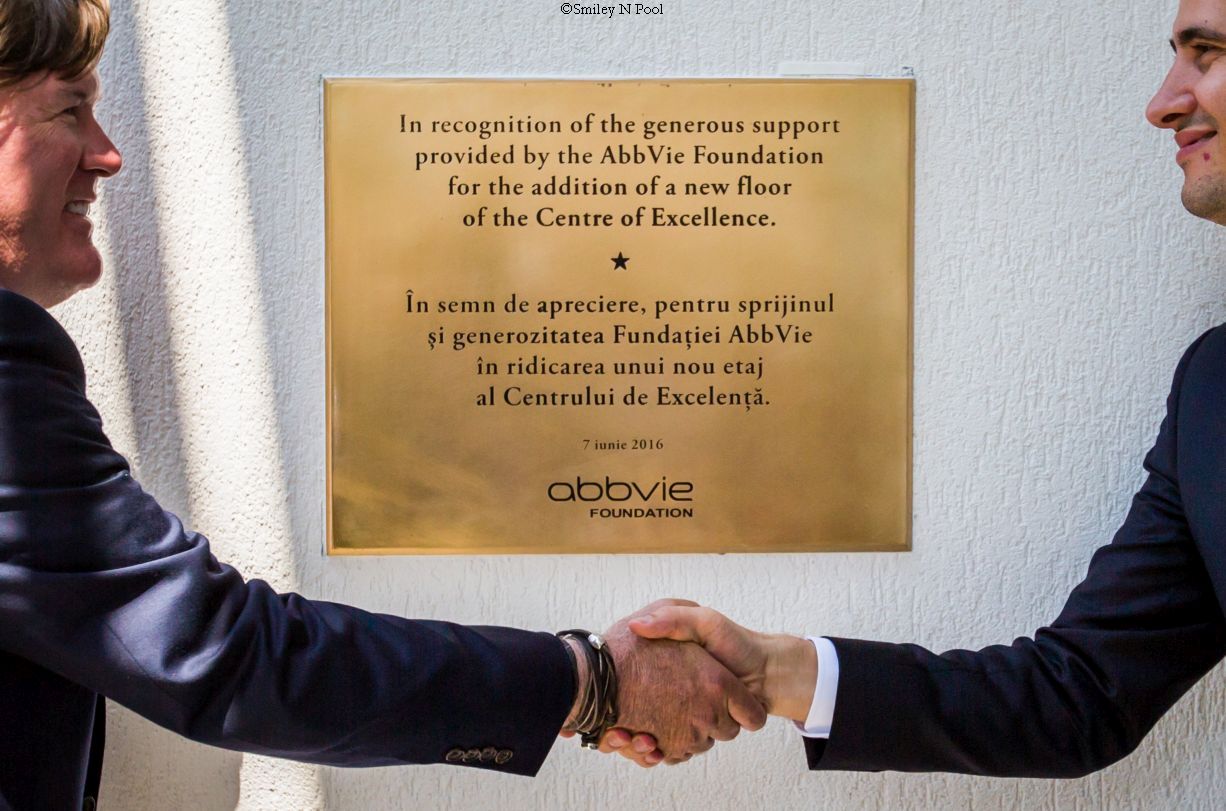 ©Smiley N Pool
In recognition of the generous support
provided by the AbbVie Foundation
for the addition of a new floor
of the Centre of Excellence.
În semn de apreciere, pentru sprijinul
și generozitatea Fundației AbbVie
în ridicarea unui nou etaj
al Centrului de Excelență.
7 iunie 2016
abbvie
FOUNDATION